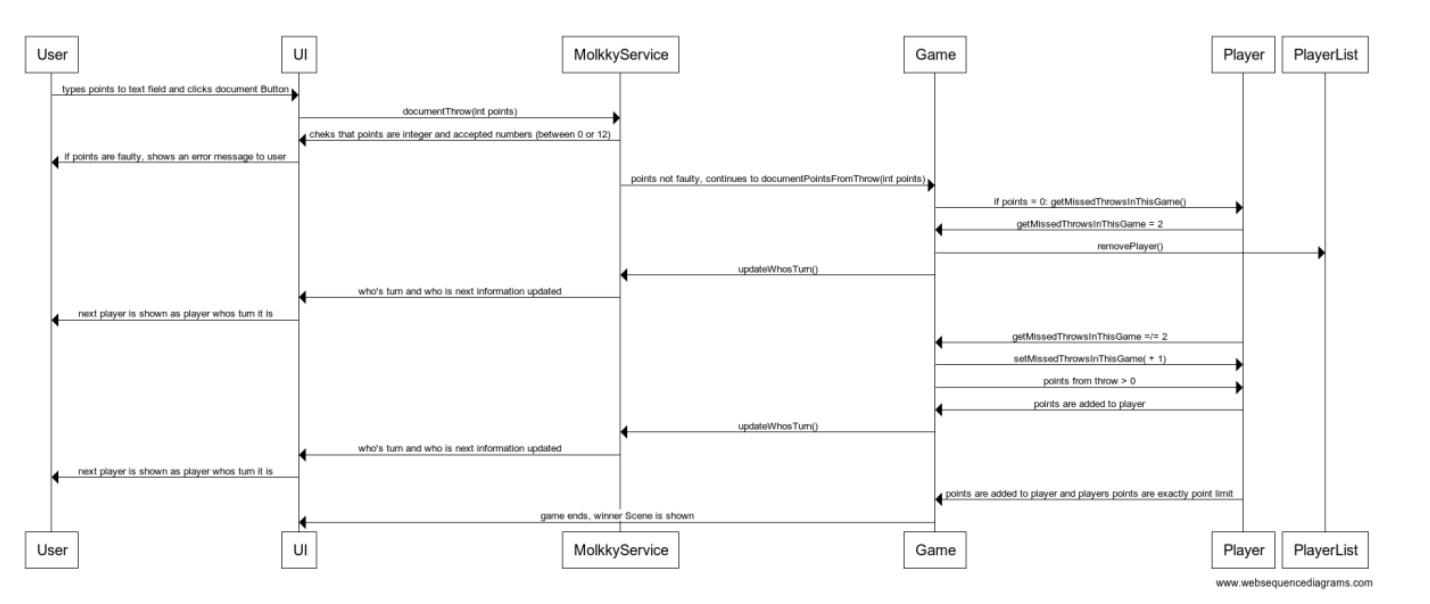 User
UI
MolkkyService
Game
Player
PlayerList
types points to text field and clicks document Button
documentThrow(int points)
cheks that points are integer and accepted numbers (between 0 or 12)
if points are faulty, shows an error message to user
points not faulty, continues to documentPointsFromThrow(int points)
if points = 0: getMissedThrowsInThisGame()
getMissedThrowsInThisGame = 2
removePlayer()
updateWhosTurn()
who's turn and who is next information updated
next player is shown as player whos turn it is
getMissedThrowsInThisGame =/= 2
setMissedThrowsInThisGame( + 1)
points from throw > 0
points are added to player
updateWhosTurn()
who's turn and who is next information updated
next player is shown as player whos turn it is
points are added to player and players points are exactly point limit
game ends, winner Scene is shown
User
UI
MolkkyService
Game
Player
PlayerList
www.websequencediagrams.com